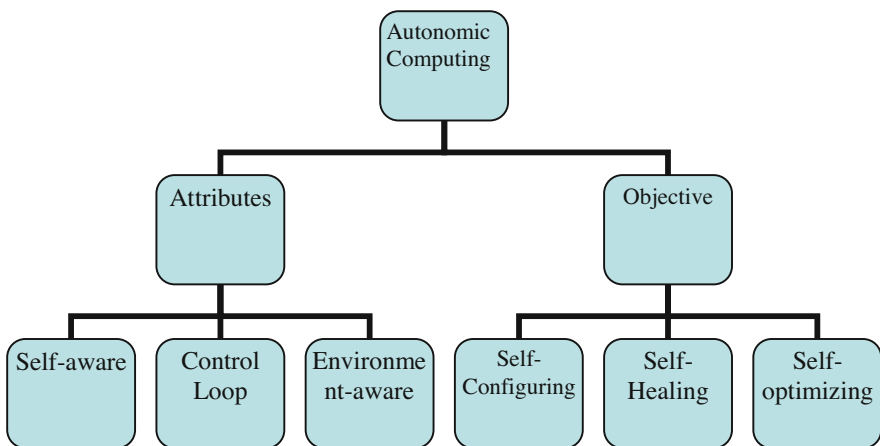 Autonomic
Computing
Attributes
Objective
Self-aware
Control
Loop
Environme
nt-aware
Self-
Configuring
Self-
Healing
Self-
optimizing